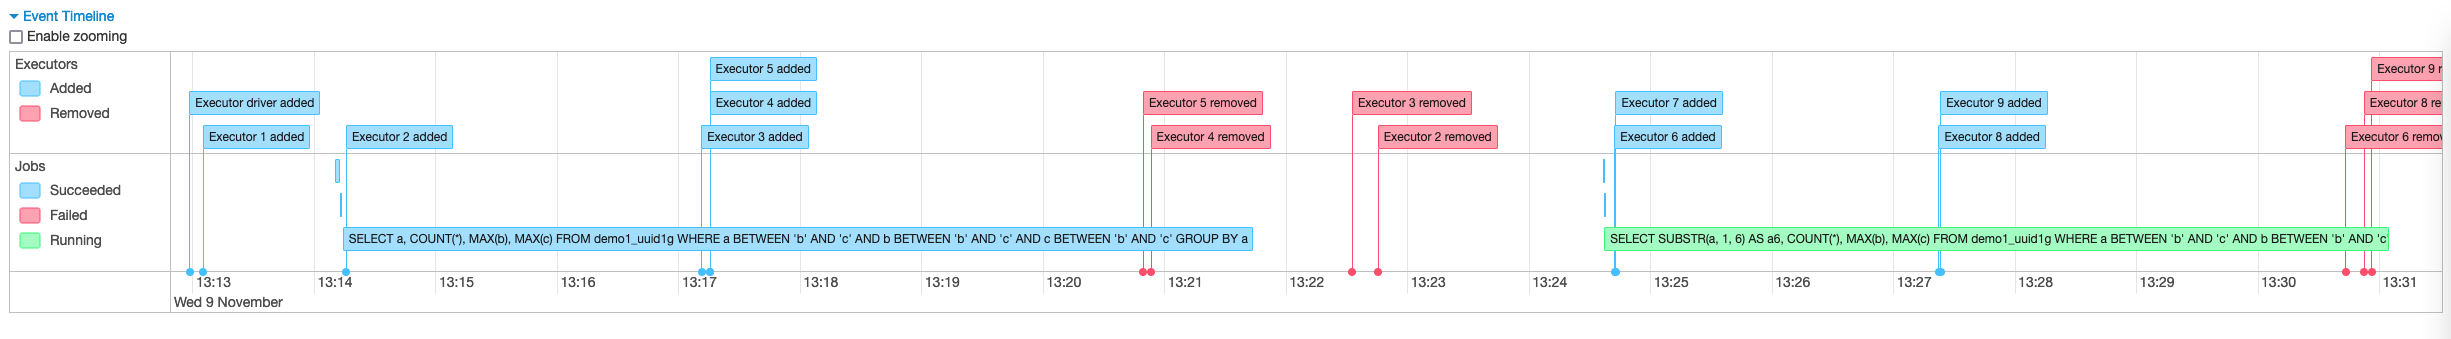 Event Timeline
Enable zooming
Executors
Added
Removed
Executor 5 added
Executor 9 r
Executor driver added
Executor 4 added
Executor 5 removed
Executor 3 removed
Executor 7 added
Executor 9 added
Executor 8 re
Executor 1 added
Executor 2 added
Executor 3 added
Executor 4 removed
Executor 2 removed
Executor 6 added
Executor 8 added
Executor 6 remov
Jobs
Succeeded
Failed
Running
SELECT a, COUNT(*), MAX(b), MAX(c) FROM demo1_uuid1g WHERE a BETWEEN 'b' AND 'c' AND b BETWEEN 'b' AND 'c' AND c BETWEEN 'b' AND 'c' GROUP BY a
SELECT SUBSTR(a, 1, 6) AS a6, COUNT(*), MAX(b), MAX(c) FROM demo1_uuid1g WHERE a BETWEEN 'b' AND 'c' AND b BETWEEN 'b' AND 'c'
13:13 13:14 13:15 13:16 13:17 13:18 13:19 13:20 13:21 13:22 13:23 13:24 13:25 13:26 13:27 13:28 13:29 13:30 13:31
Wed 9 November